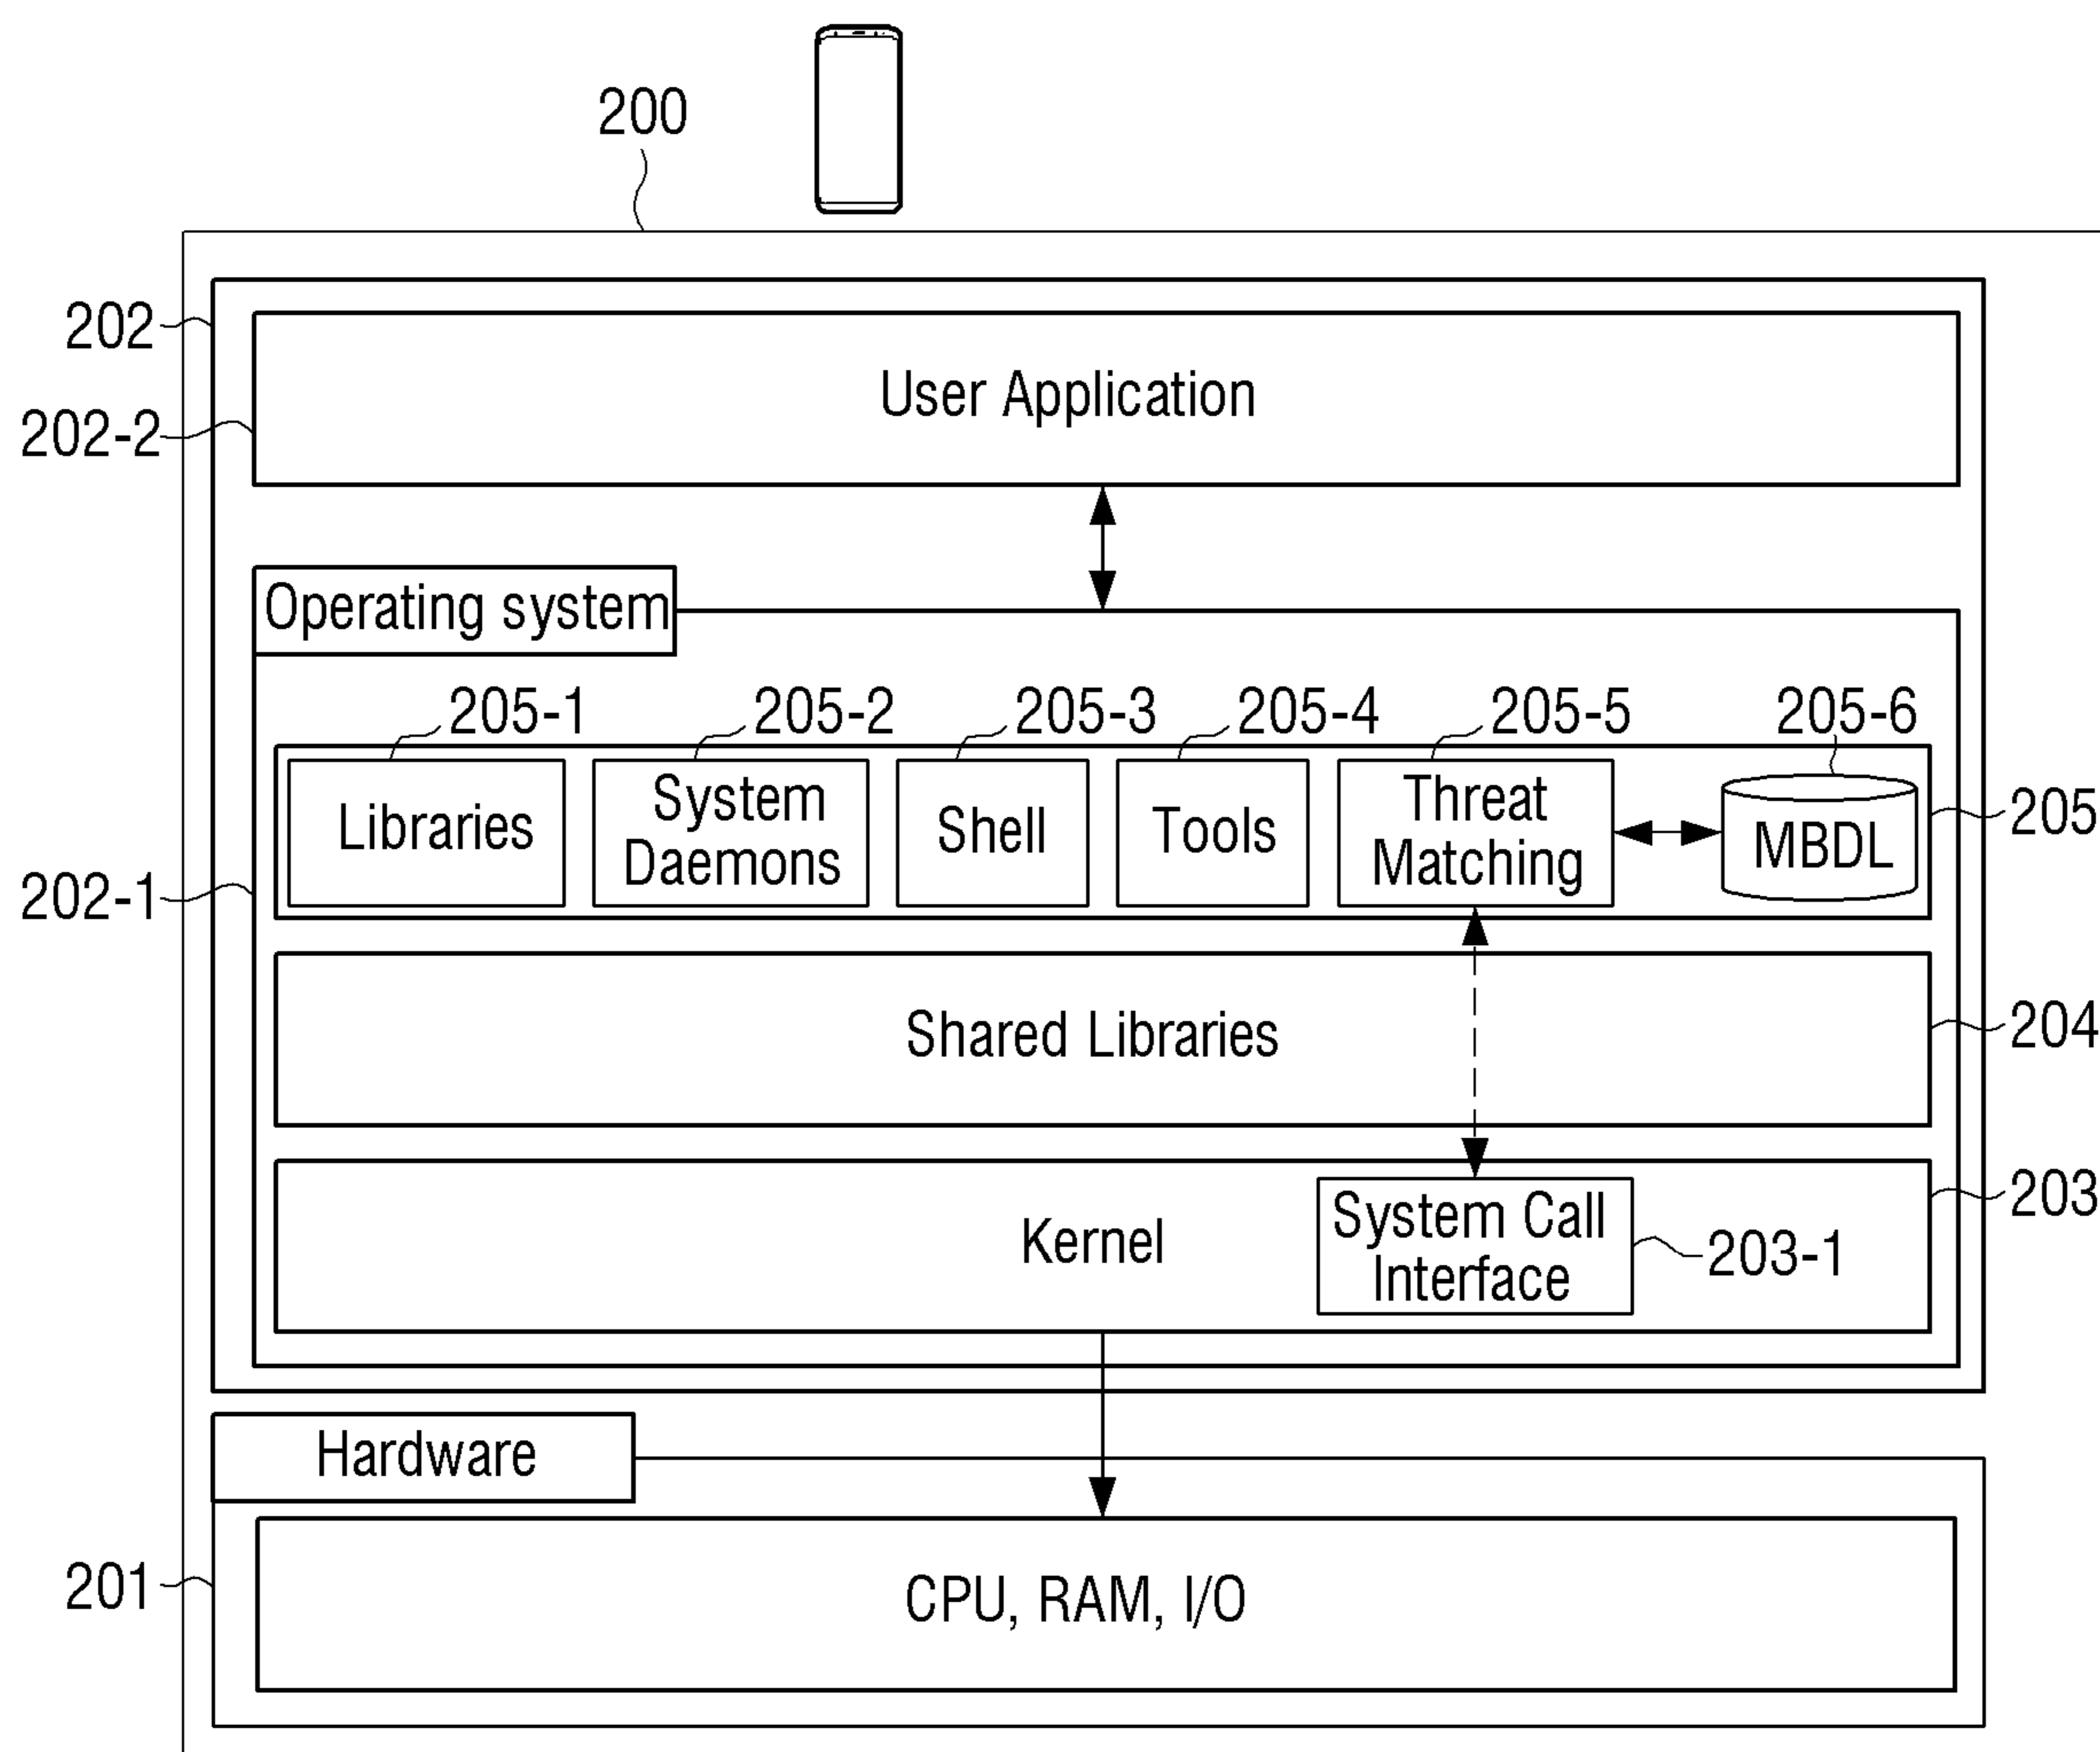 200
202
User Application
202-2
Operating system
205-1
205-2
205-3
205-4
205-5
205-6
Libraries
System
Daemons
Shell
Tools
Threat
Matching
MBDL
205
202-1
Shared Libraries
204
Kernel
System Call
Interface
203
203-1
Hardware
201
CPU, RAM, I/O